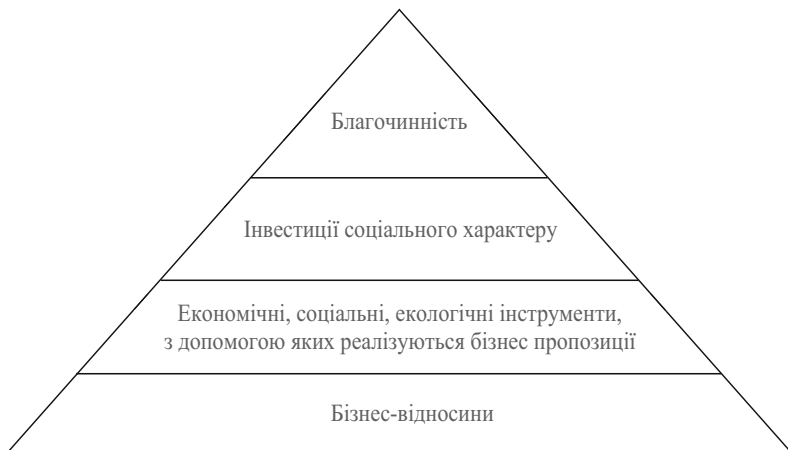 Благочинність
Інвестиції соціального характеру
Економічні, соціальні, екологічні інструменти,
з допомогою яких реалізуються бізнес пропозиції
Бізнес-відносини